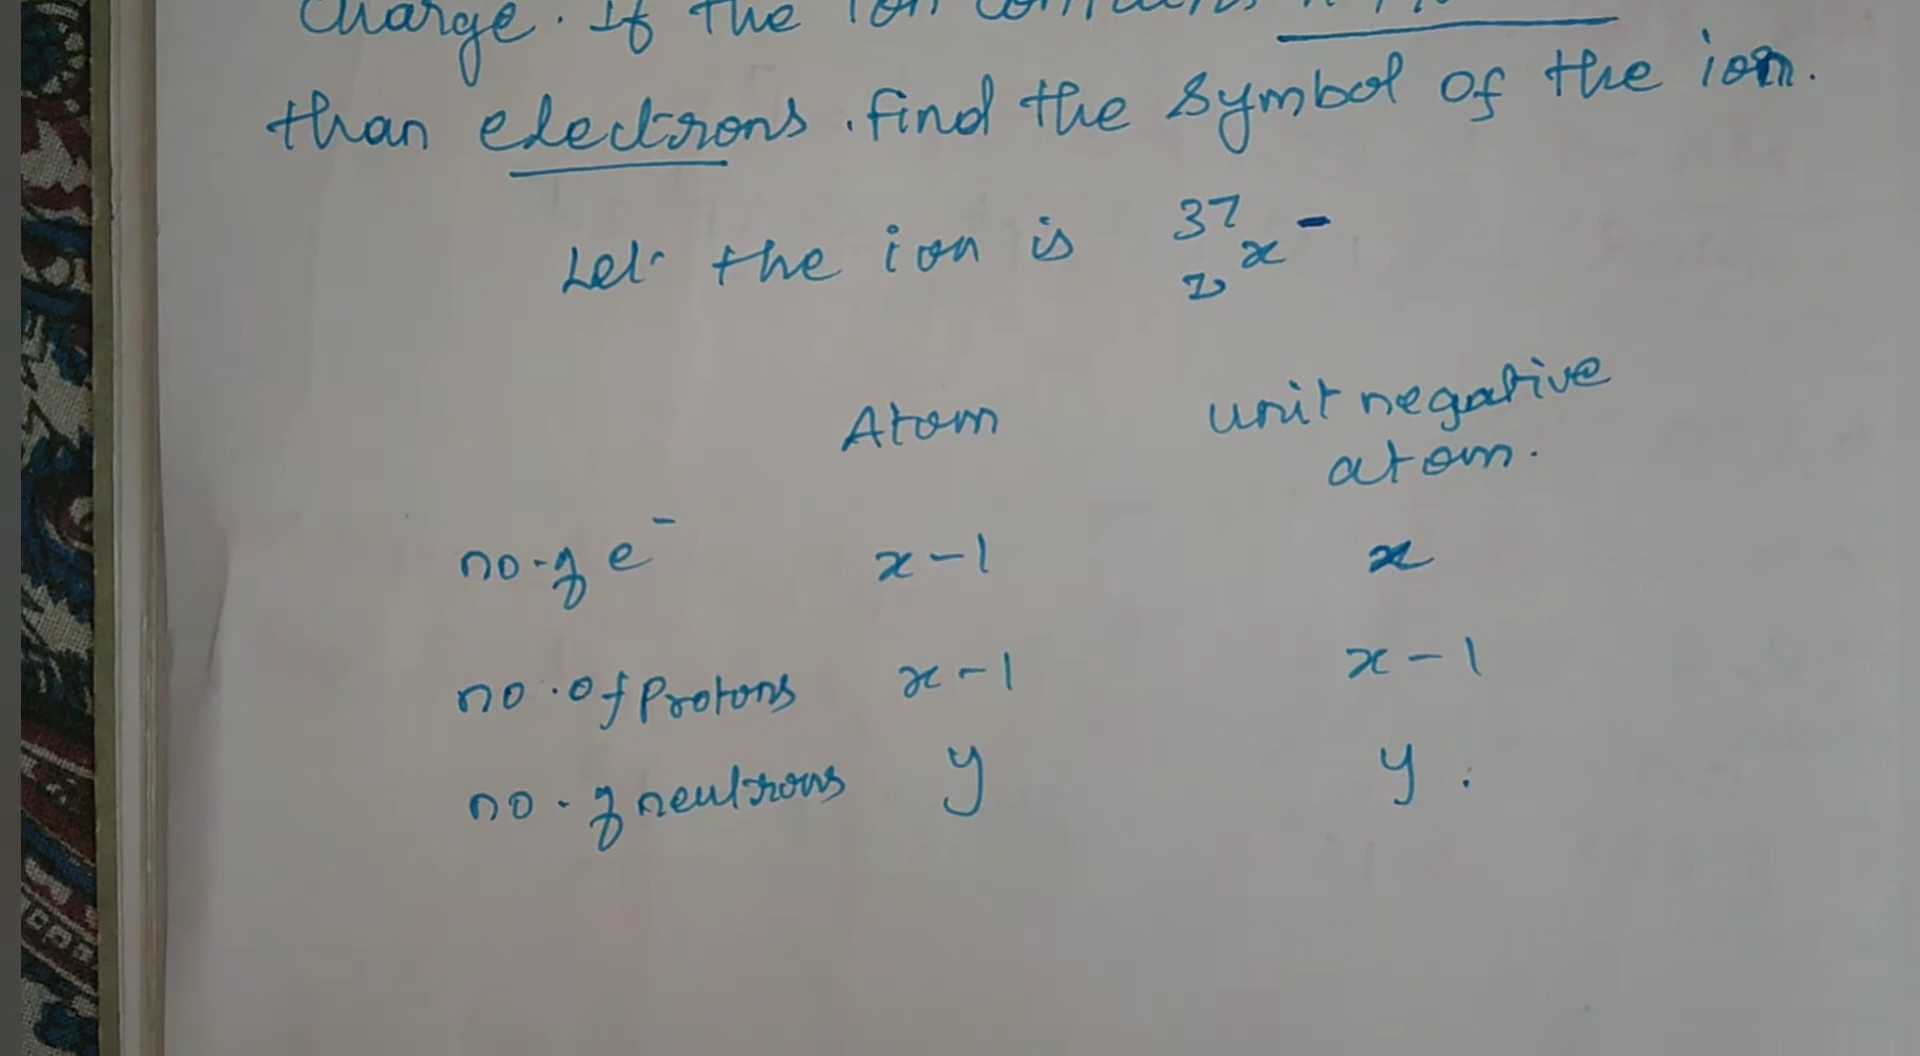 Charge. If the ion
than electrons. find the symbol of the ion.
Let the ion is 37 x -
z
Atom unit negative
atom.
no. of e- x-1 x
no. of Protons x-1 x-1
no. of neutrons y y.